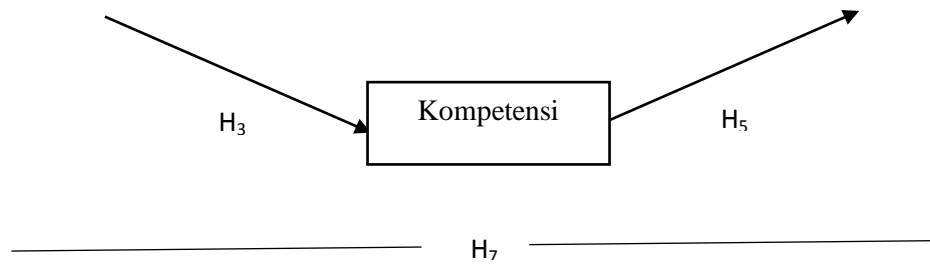 Kompetensi
H₃
H₅
H₇